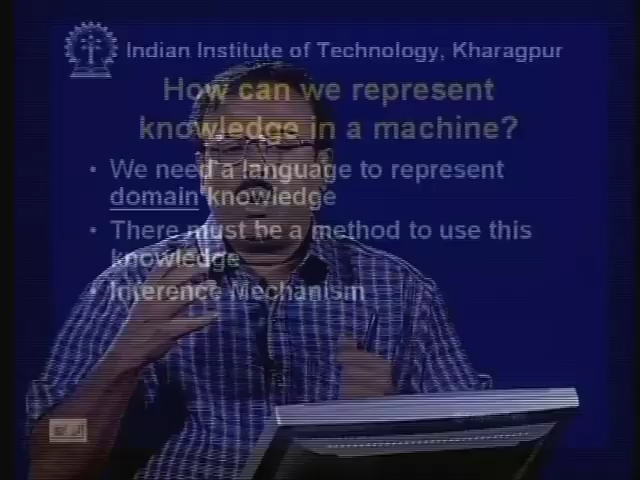 Indian Institute of Technology, Kharagpur
How can we represent
knowledge in a machine?
• We need a language to represent
domain knowledge
• There must be a method to use this
knowledge
• Inference Mechanism